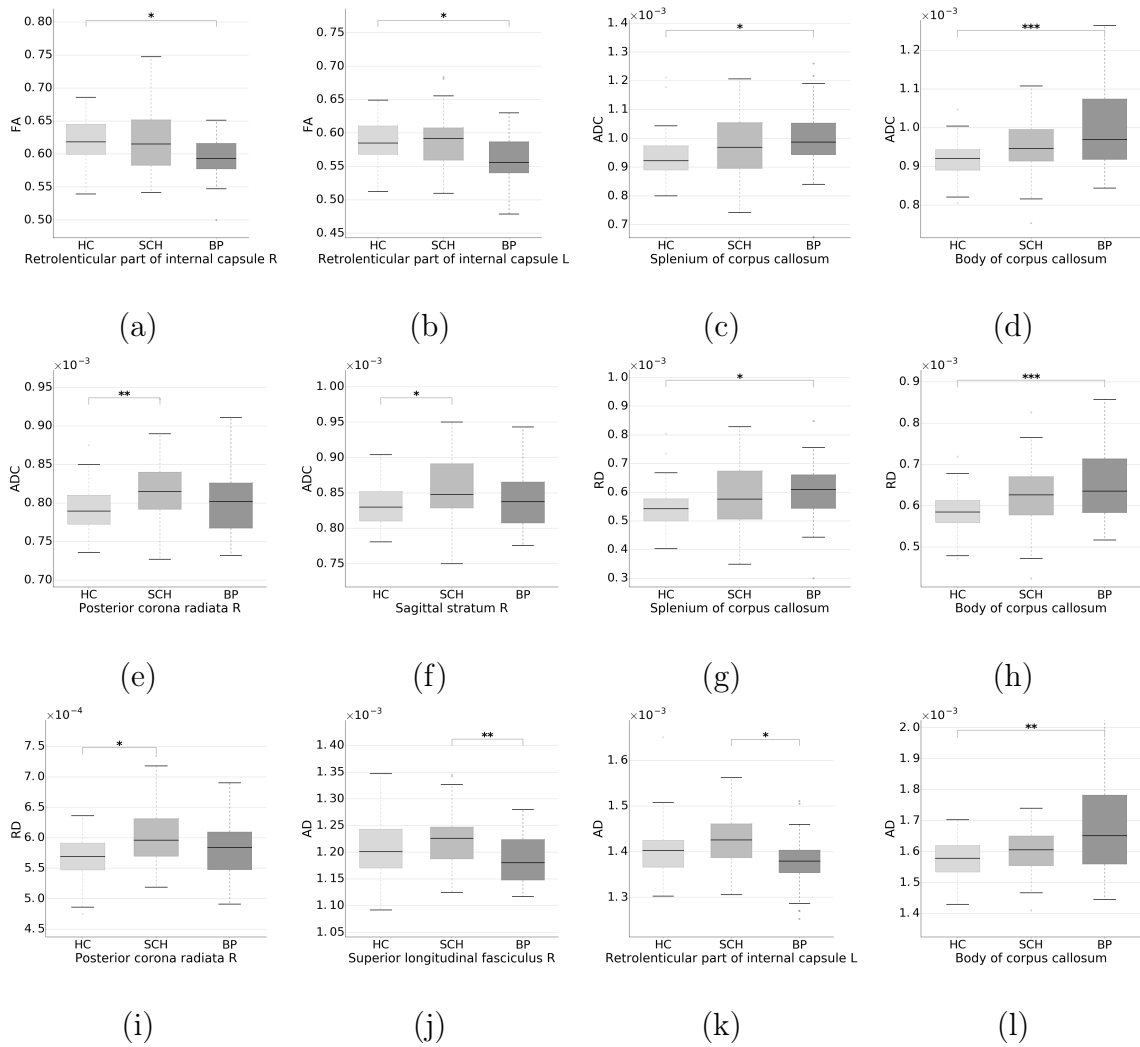 0. 80
0. 75
0. 70
0. 65
0. 60
0. 55
0. 50
FA
*
HC SCH BP
Retrolenticular part of internal capsule R
(a)
0. 85
0. 80
0. 75
0. 70
0. 65
0. 60
0. 55
0. 50
0. 45
FA
*
HC SCH BP
Retrolenticular part of internal capsule L
(b)
×10⁻³
1. 4
1. 3
1. 2
1. 1
1. 0
0. 9
0. 8
0. 7
ADC
*
HC SCH BP
Splenium of corpus callosum
(c)
×10⁻³
1. 2
1. 1
1. 0
0. 9
0. 8
ADC
***
HC SCH BP
Body of corpus callosum
(d)
×10⁻³
0. 95
0. 90
0. 85
0. 80
0. 75
0. 70
ADC
**
HC SCH BP
Posterior corona radiata R
(e)
×10⁻³
1. 00
0. 95
0. 90
0. 85
0. 80
0. 75
ADC
*
HC SCH BP
Sagittal stratum R
(f)
×10⁻³
1. 0
0. 9
0. 8
0. 7
0. 6
0. 5
0. 4
0. 3
RD
*
HC SCH BP
Splenium of corpus callosum
(g)
×10⁻³
0. 9
0. 8
0. 7
0. 6
0. 5
RD
***
HC SCH BP
Body of corpus callosum
(h)
×10⁻⁴
7. 5
7. 0
6. 5
6. 0
5. 5
5. 0
4. 5
RD
*
HC SCH BP
Posterior corona radiata R
(i)
×10⁻³
1. 40
1. 35
1. 30
1. 25
1. 20
1. 15
1. 10
1. 05
AD
**
HC SCH BP
Superior longitudinal fasciculus R
(j)
×10⁻³
1. 6
1. 5
1. 4
1. 3
AD
*
HC SCH BP
Retrolenticular part of internal capsule L
(k)
×10⁻³
2. 0
1. 9
1. 8
1. 7
1. 6
1. 5
1. 4
AD
**
HC SCH BP
Body of corpus callosum
(l)